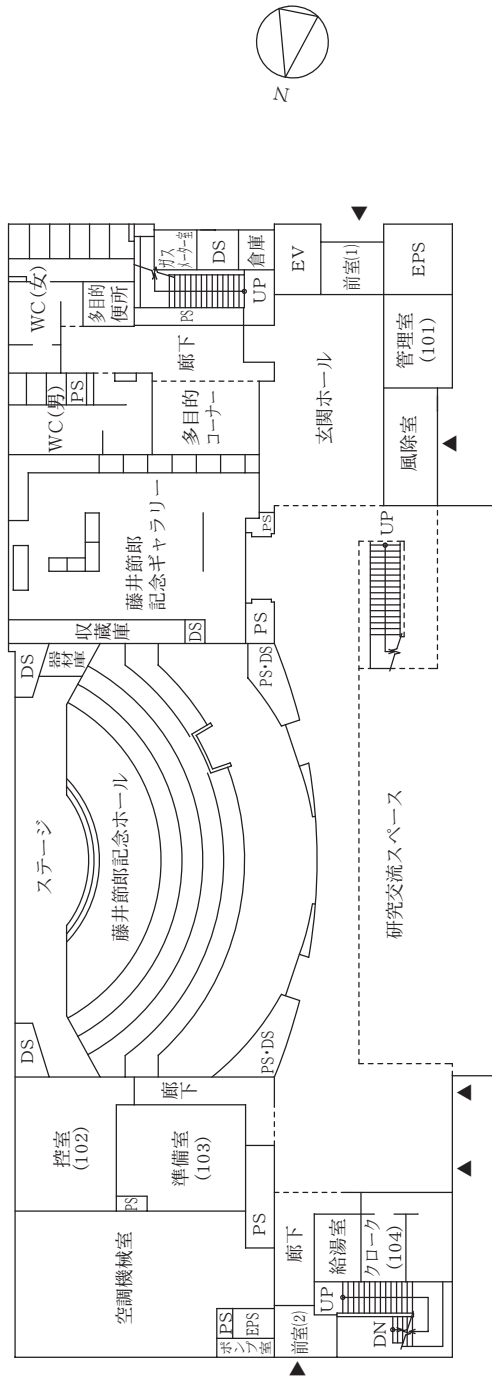 N
WC(女)
多目的
便所
ガス
メーター室
DS
倉庫
UP
PS
廊下
EV
前室(1)
EPS
WC(男)
PS
多目的
コーナー
玄関ホール
管理室
(101)
風除室
藤井節郎
記念ギャラリー
PS
収蔵庫
DS
PS
UP
DS
器材庫
PS・DS
ステージ
藤井節郎記念ホール
研究交流スペース
DS
PS・DS
控室
(102)
廊下
準備室
(103)
PS
PS
空調機械室
廊下
給湯室
クローク
(104)
PS
EPS
ポンプ室
前室(2)
UP
DN